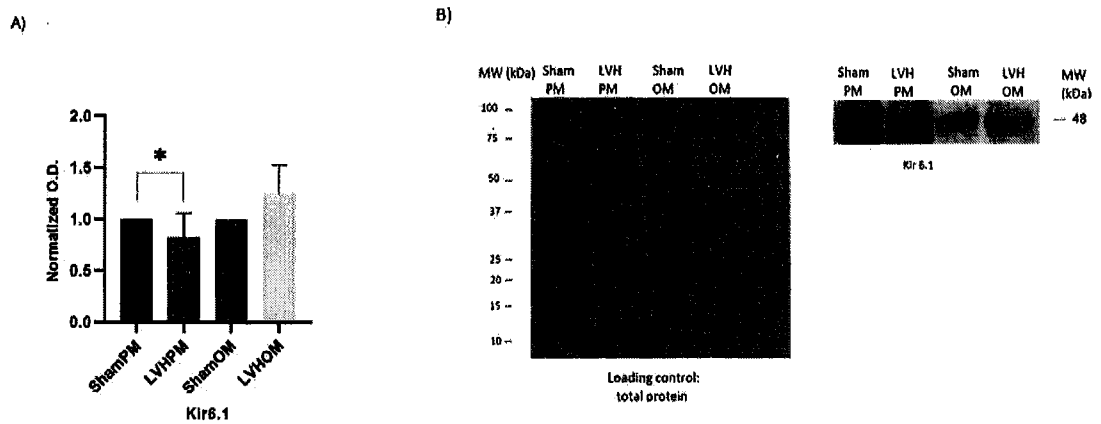 A)
2.0
1.5
1.0
0.5
0.0
Normalized O.D.
*
ShamPM
LVHPM
ShamOM
LVHOM
Kir6.1
B)
MW (kDa)
Sham LVH Sham LVH
PM PM OM OM
100
75
50
37
25
20
15
10
Loading control:
total protein
Sham LVH Sham LVH MW
PM PM OM OM (kDa)
48
Kir 6.1